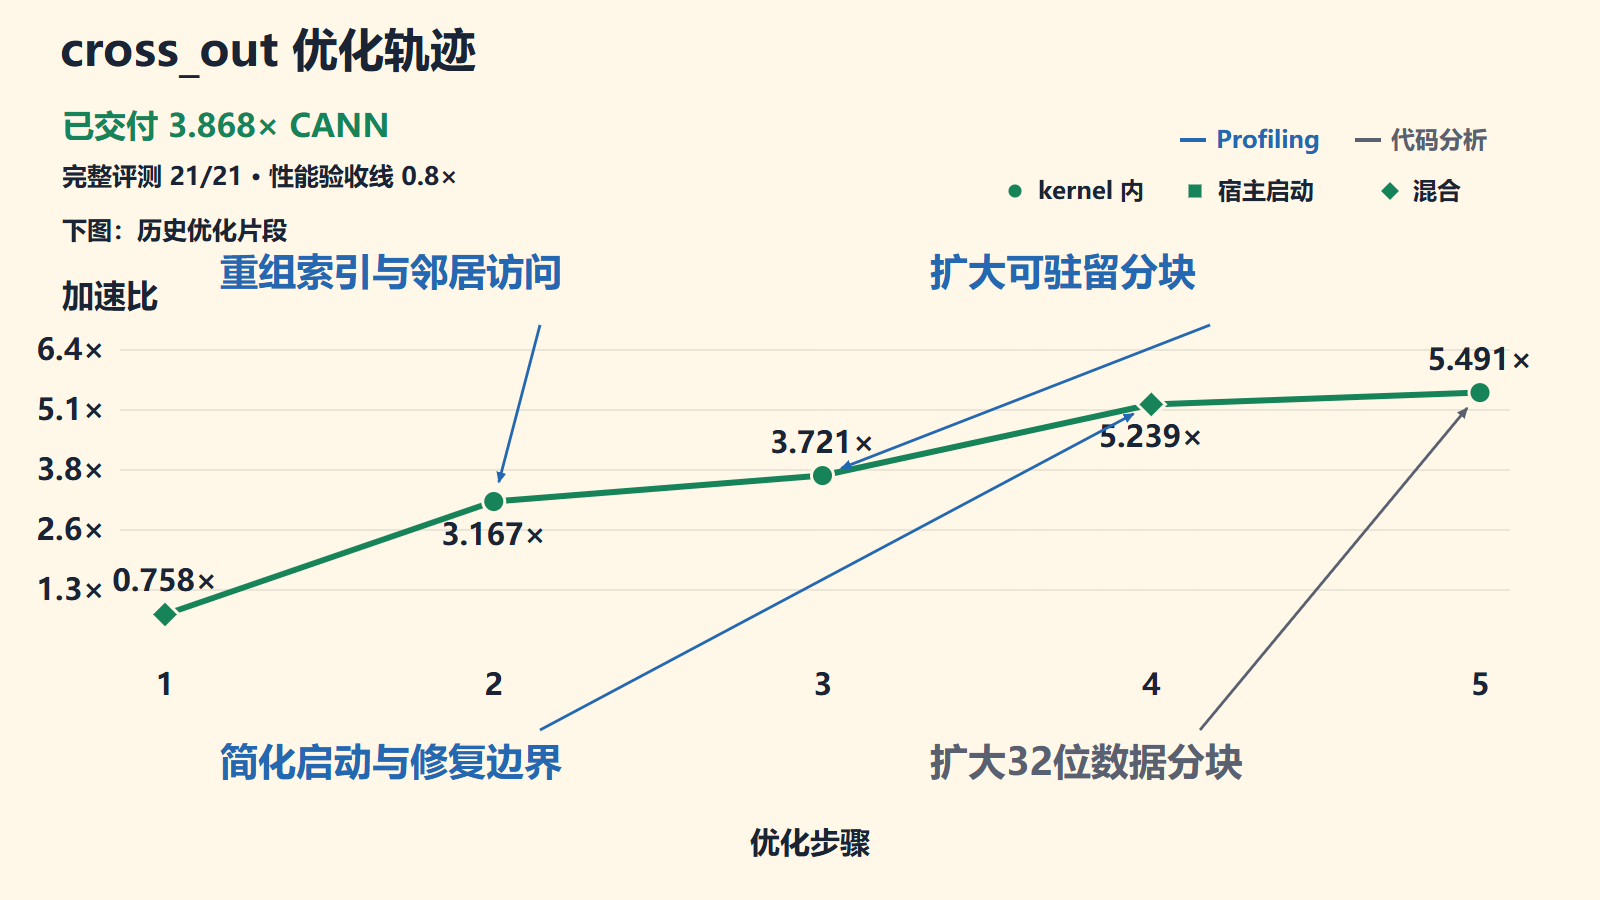 cross_out 优化轨迹
已交付 3.868× CANN
完整评测 21/21・性能验收线 0.8×
Profiling
代码分析
kernel 内
宿主启动
混合
下图：历史优化片段
重组索引与邻居访问
扩大可驻留分块
加速比
6.4×
5.1×
3.8×
2.6×
1.3×
0.758×
3.167×
3.721×
5.239×
5.491×
1
2
3
4
5
简化启动与修复边界
扩大32位数据分块
优化步骤